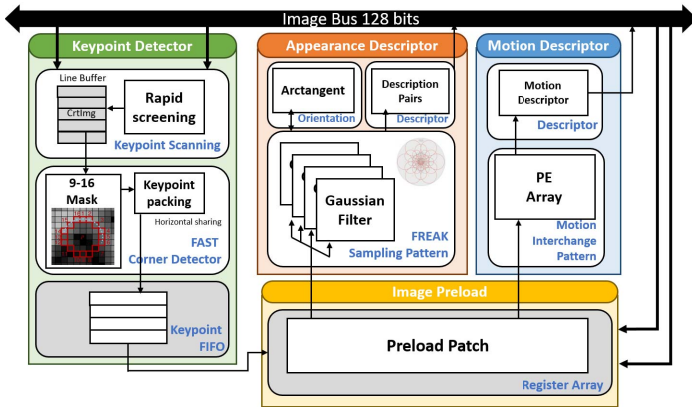 Image Bus 128 bits
Keypoint Detector
Line Buffer
CrtImg
Rapid
screening
Keypoint Scanning
9-16
Mask
Keypoint
packing
Horizontal sharing
FAST
Corner Detector
Keypoint
FIFO
Appearance Descriptor
Arctangent
Orientation
Description
Pairs
Descriptor
Gaussian
Filter
FREAK
Sampling Pattern
Motion Descriptor
Motion
Descriptor
Descriptor
PE
Array
Motion
Interchange
Pattern
Image Preload
Preload Patch
Register Array